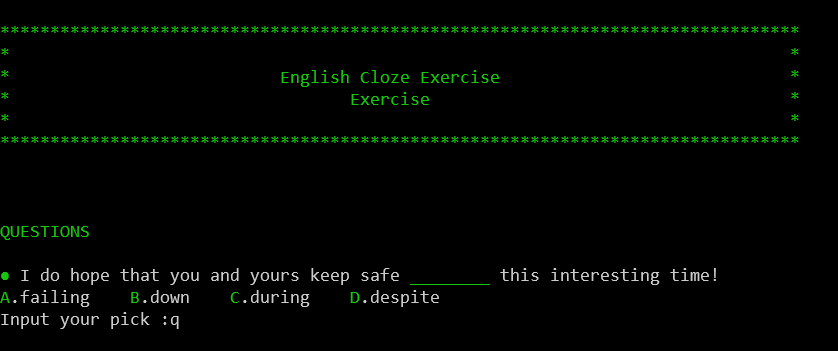 ********************************************************************************
* *
* English Cloze Exercise *
* Exercise *
* *
********************************************************************************
QUESTIONS
● I do hope that you and yours keep safe ________ this interesting time!
A.failing B.down C.during D.despite
Input your pick :q